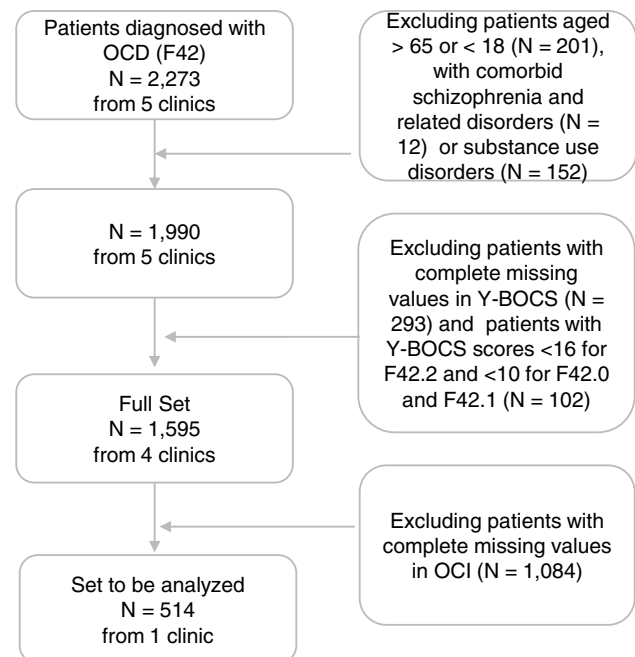 Patients diagnosed with
OCD (F42)
N = 2,273
from 5 clinics
Excluding patients aged
> 65 or < 18 (N = 201),
with comorbid
schizophrenia and
related disorders (N =
12) or substance use
disorders (N = 152)
N = 1,990
from 5 clinics
Excluding patients with
complete missing
values in Y-BOCS (N =
293) and patients with
Y-BOCS scores <16 for
F42.2 and <10 for F42.0
and F42.1 (N = 102)
Full Set
N = 1,595
from 4 clinics
Excluding patients with
complete missing values
in OCI (N = 1,084)
Set to be analyzed
N = 514
from 1 clinic